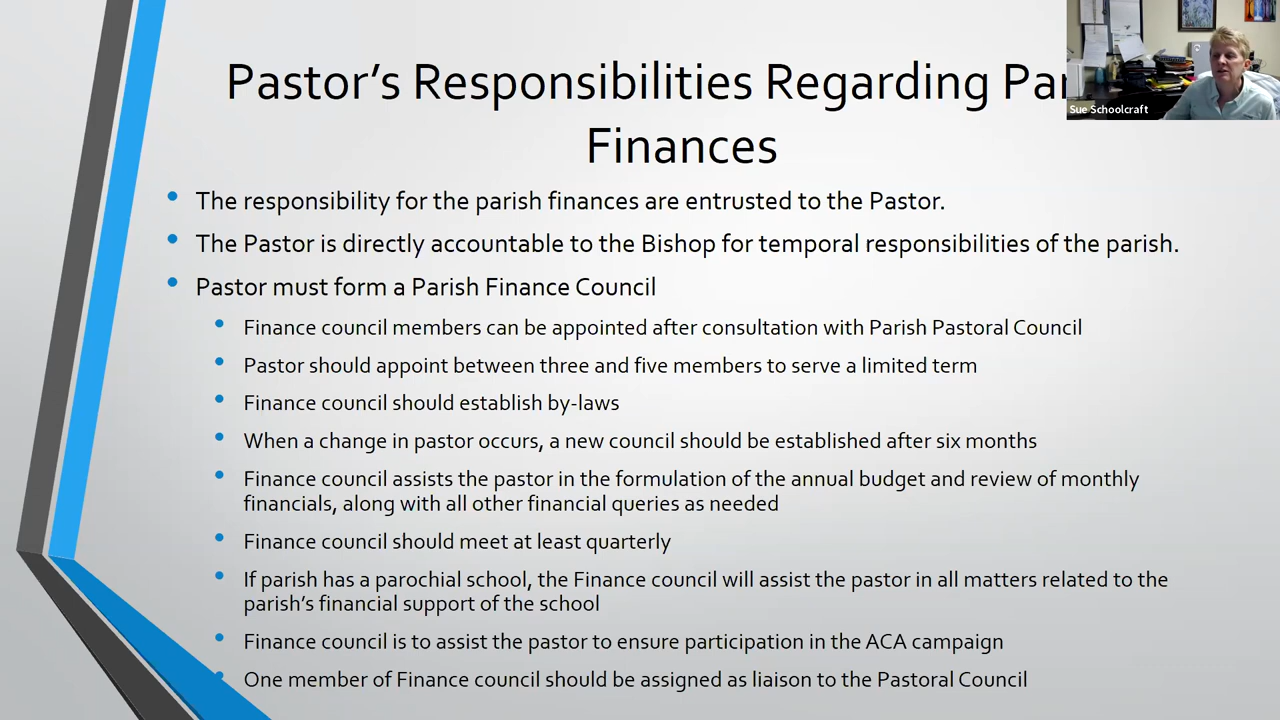 Pastor's Responsibilities Regarding Par
Finances
Sue Schoolcraft
The responsibility for the parish finances are entrusted to the Pastor.
The Pastor is directly accountable to the Bishop for temporal responsibilities of the parish.
Pastor must form a Parish Finance Council
Finance council members can be appointed after consultation with Parish Pastoral Council
Pastor should appoint between three and five members to serve a limited term
Finance council should establish by-laws
When a change in pastor occurs, a new council should be established after six months
Finance council assists the pastor in the formulation of the annual budget and review of monthly
financials, along with all other financial queries as needed
Finance council should meet at least quarterly
If parish has a parochial school, the Finance council will assist the pastor in all matters related to the
parish's financial support of the school
Finance council is to assist the pastor to ensure participation in the ACA campaign
One member of Finance council should be assigned as liaison to the Pastoral Council